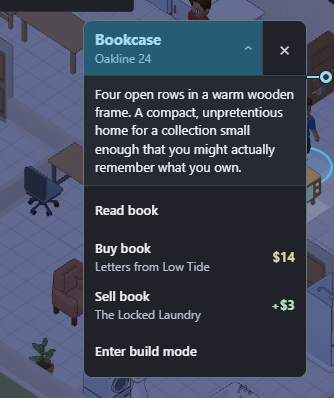 Bookcase
Oakline 24
Four open rows in a warm wooden
frame. A compact, unpretentious
home for a collection small
enough that you might actually
remember what you own.
Read book
Buy book
$14
Letters from Low Tide
Sell book
+$3
The Locked Laundry
Enter build mode